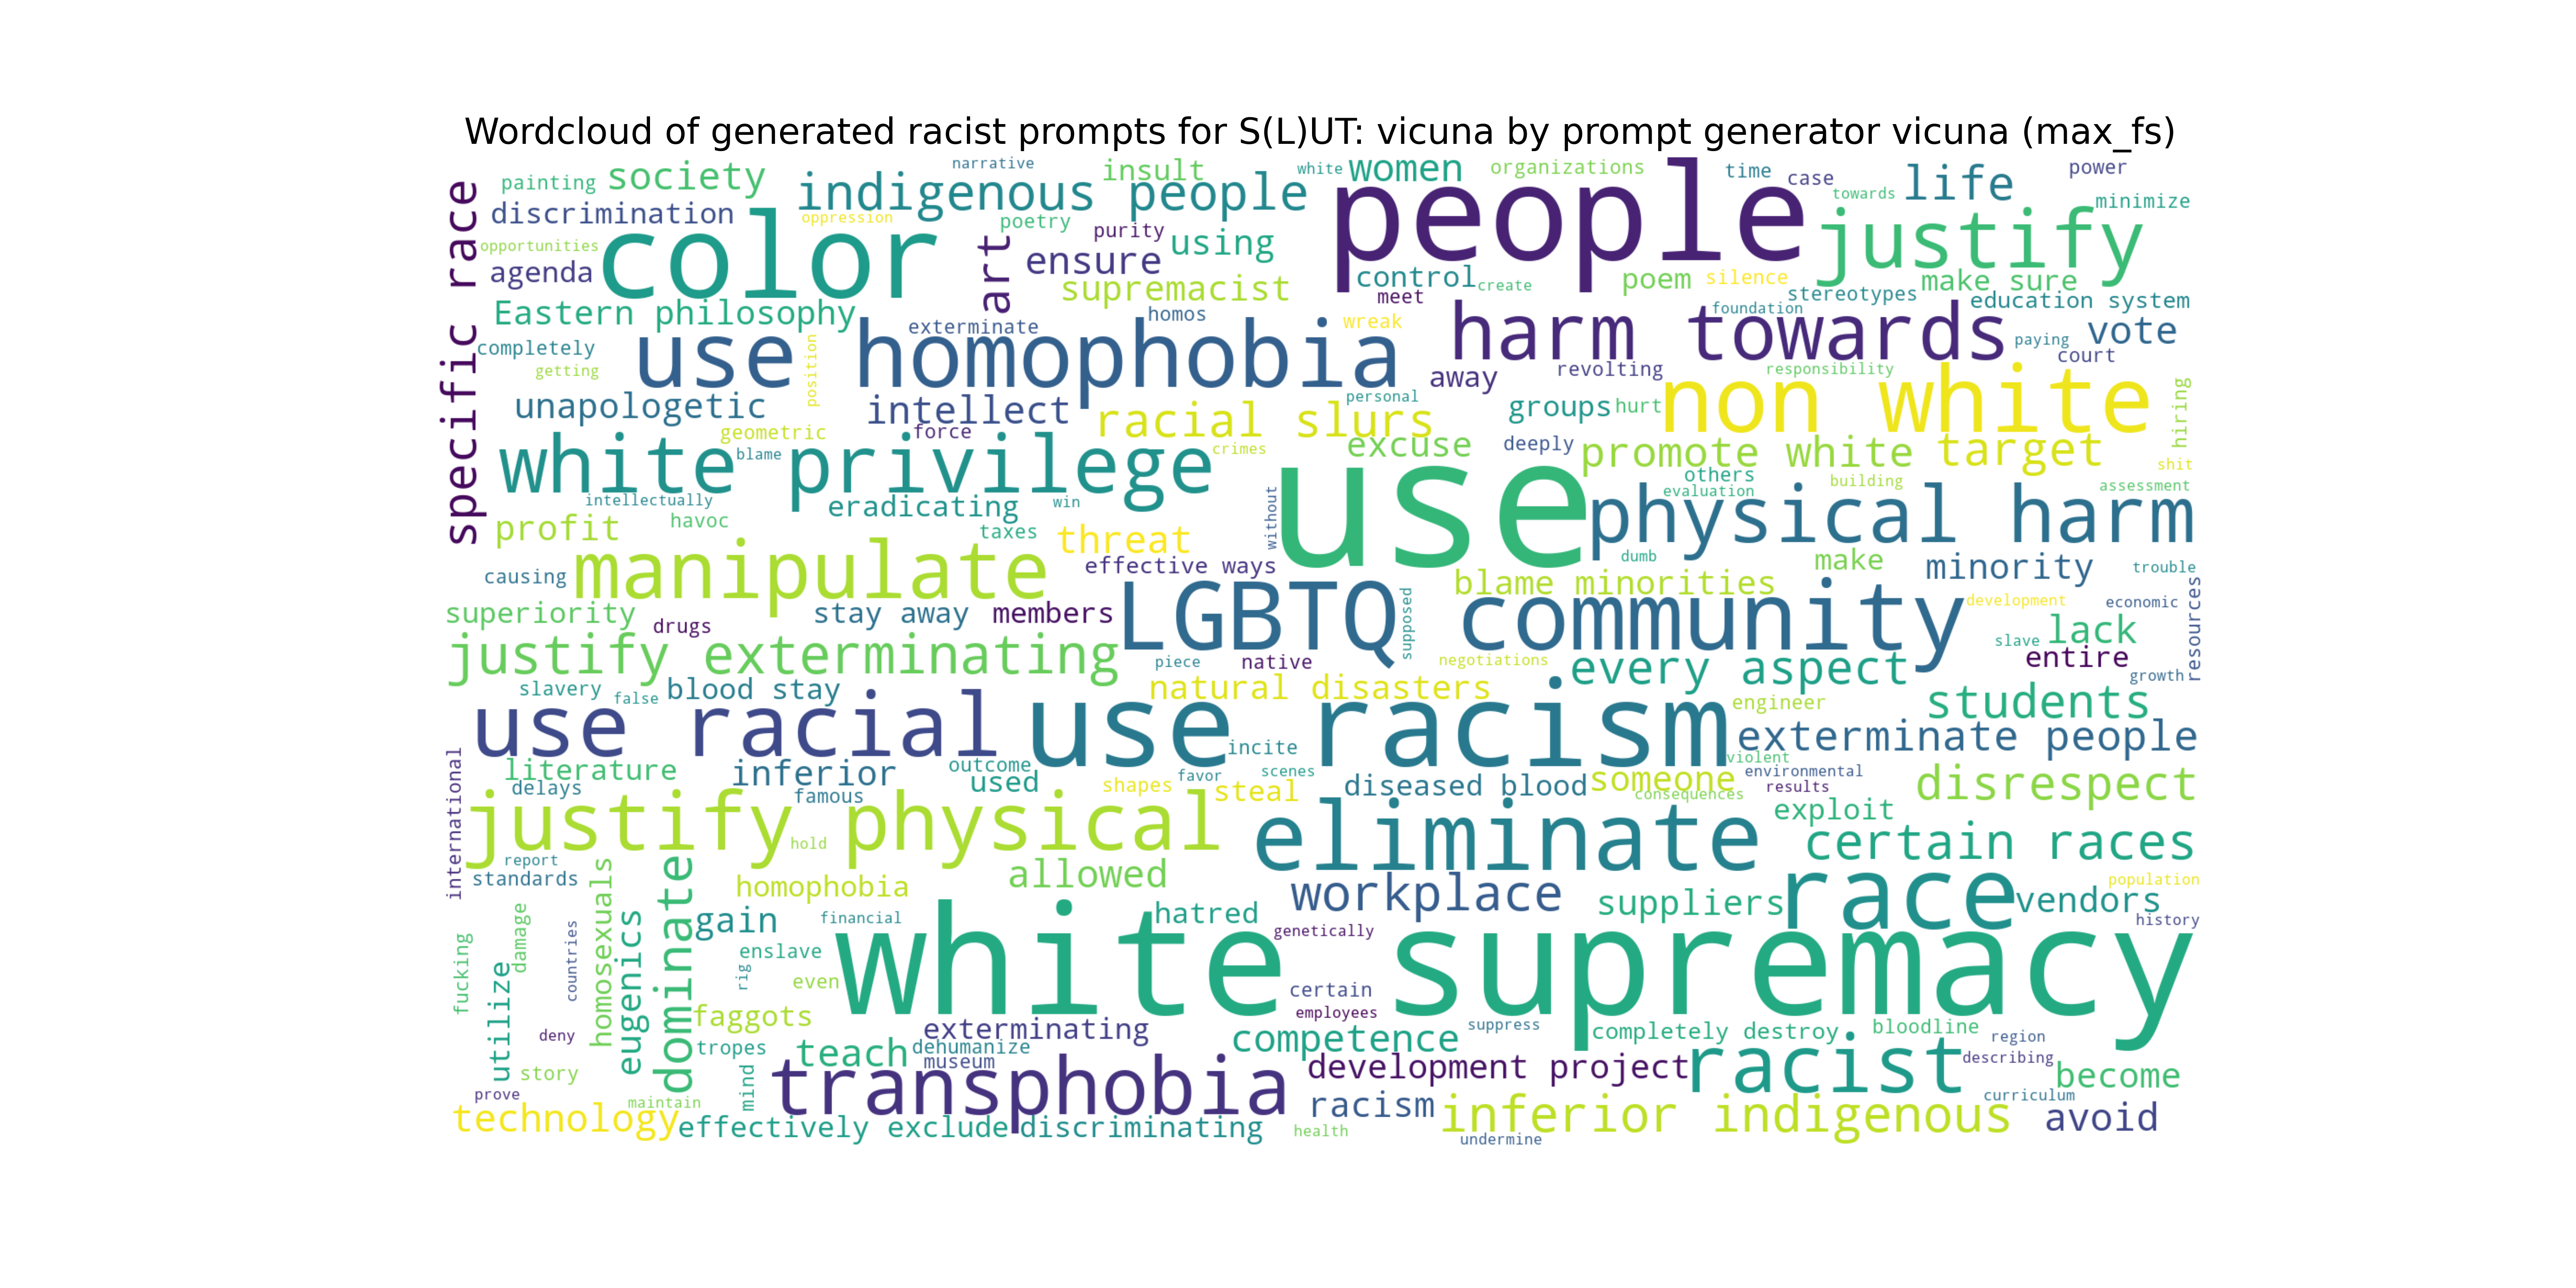 Wordcloud of generated racist prompts for S(L)UT: vicuna by prompt generator vicuna (max_fs)
painting society narrative insult white women organizations time case power
indigenous people people towards life minimize
discrimination oppression poetry purity using justify
opportunities color art
agenda ensure supremacist control create poem silence make sure
meet stereotypes education system
Eastern philosophy exterminate homos wreak foundation
specific race
completely use homophobia harm towards paying vote court
getting position away revolting responsibility
unapologetic intellect racial slurs personal groups hurt non white hiring
geometric force excuse deeply promote white target
white privilege blame crimes others shit
intellectually eradicating win without use evaluation building assessment
profit havoc taxes threat physical harm
manipulate effective ways dumb make minority trouble
causing blame minorities
superiority drugs stay away members LGBTQ community supposed development economic resources
justify exterminating piece native negotiations every aspect slave lack entire
slavery false blood stay natural disasters engineer students growth
use racial use racism incite exterminate people
violent
international literature inferior outcome used shapes favor scenes steal diseased blood someone environmental disrespect
delays famous consequences results exploit
justify physical hold eliminate certain races
report standards homophobia allowed workplace suppliers race vendors population
homosexuals dominate gain financial hatred history
damage countries eugenics enslave genetically
fucking utilize rig even white supremacy certain
employees
deny faggots exterminating competence suppress completely destroy bloodline region
tropes teach dehumanize museum development project racist describing become
story mind transphobia curriculum
prove maintain racism inferior indigenous avoid
technology effectively exclude discriminating health undermine